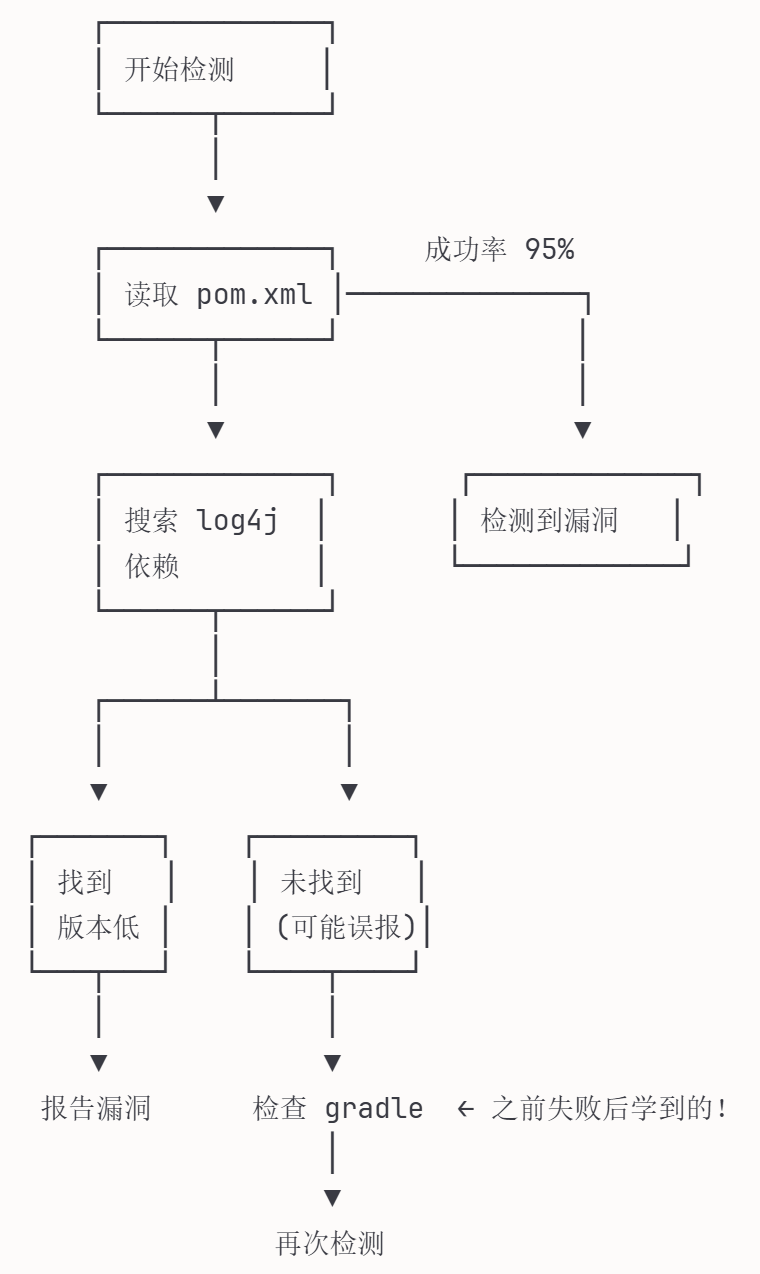 开始检测
成功率 95%
读取 pom.xml
搜索 log4j
依赖
检测到漏洞
找到
版本低
未找到
(可能误报)
报告漏洞
检查 gradle ← 之前失败后学到的!
再次检测